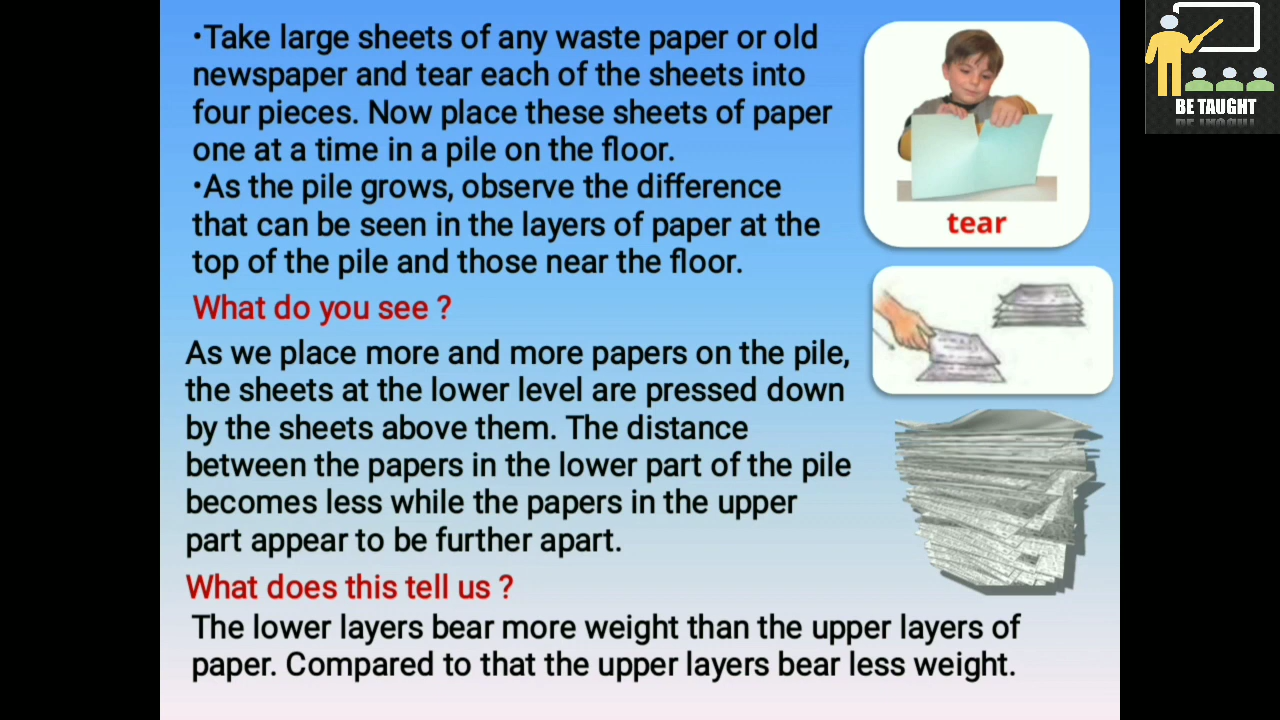 •Take large sheets of any waste paper or old
newspaper and tear each of the sheets into
four pieces. Now place these sheets of paper
one at a time in a pile on the floor.
•As the pile grows, observe the difference
that can be seen in the layers of paper at the
top of the pile and those near the floor.
What do you see ?
As we place more and more papers on the pile,
the sheets at the lower level are pressed down
by the sheets above them. The distance
between the papers in the lower part of the pile
becomes less while the papers in the upper
part appear to be further apart.
What does this tell us ?
The lower layers bear more weight than the upper layers of
paper. Compared to that the upper layers bear less weight.
tear
BE TAUGHT